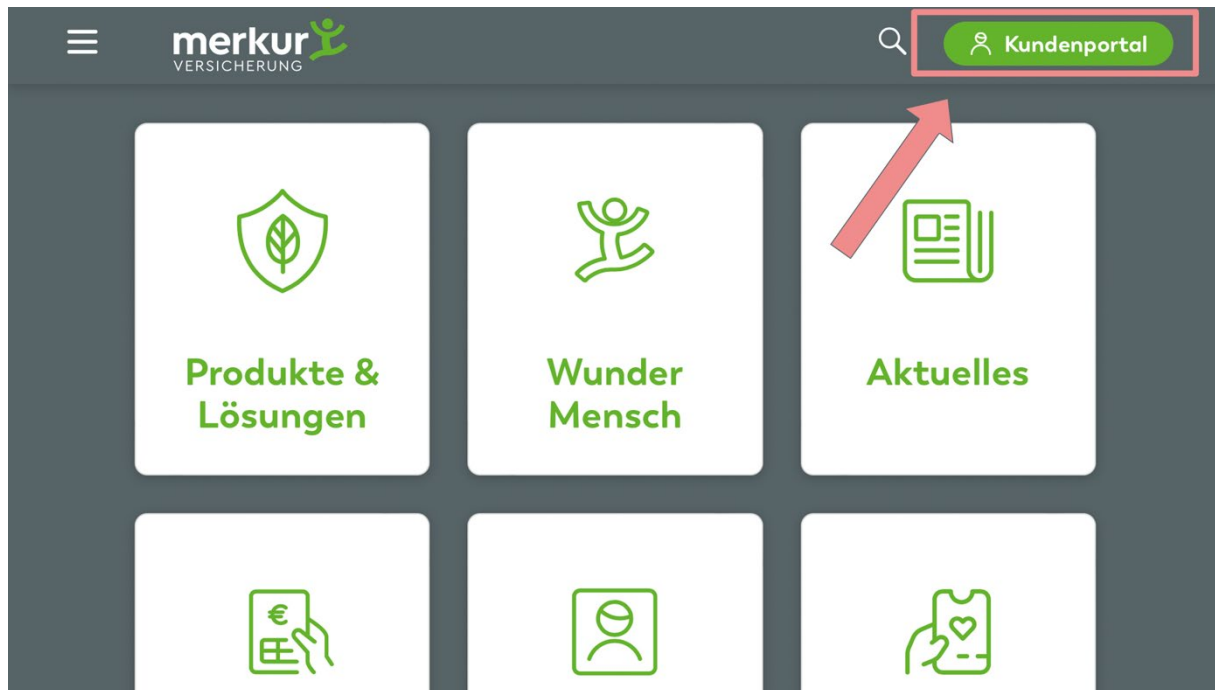 merkur
VERSICHERUNG
Kundenportal
Produkte &
Lösungen
Wunder
Mensch
Aktuelles
€